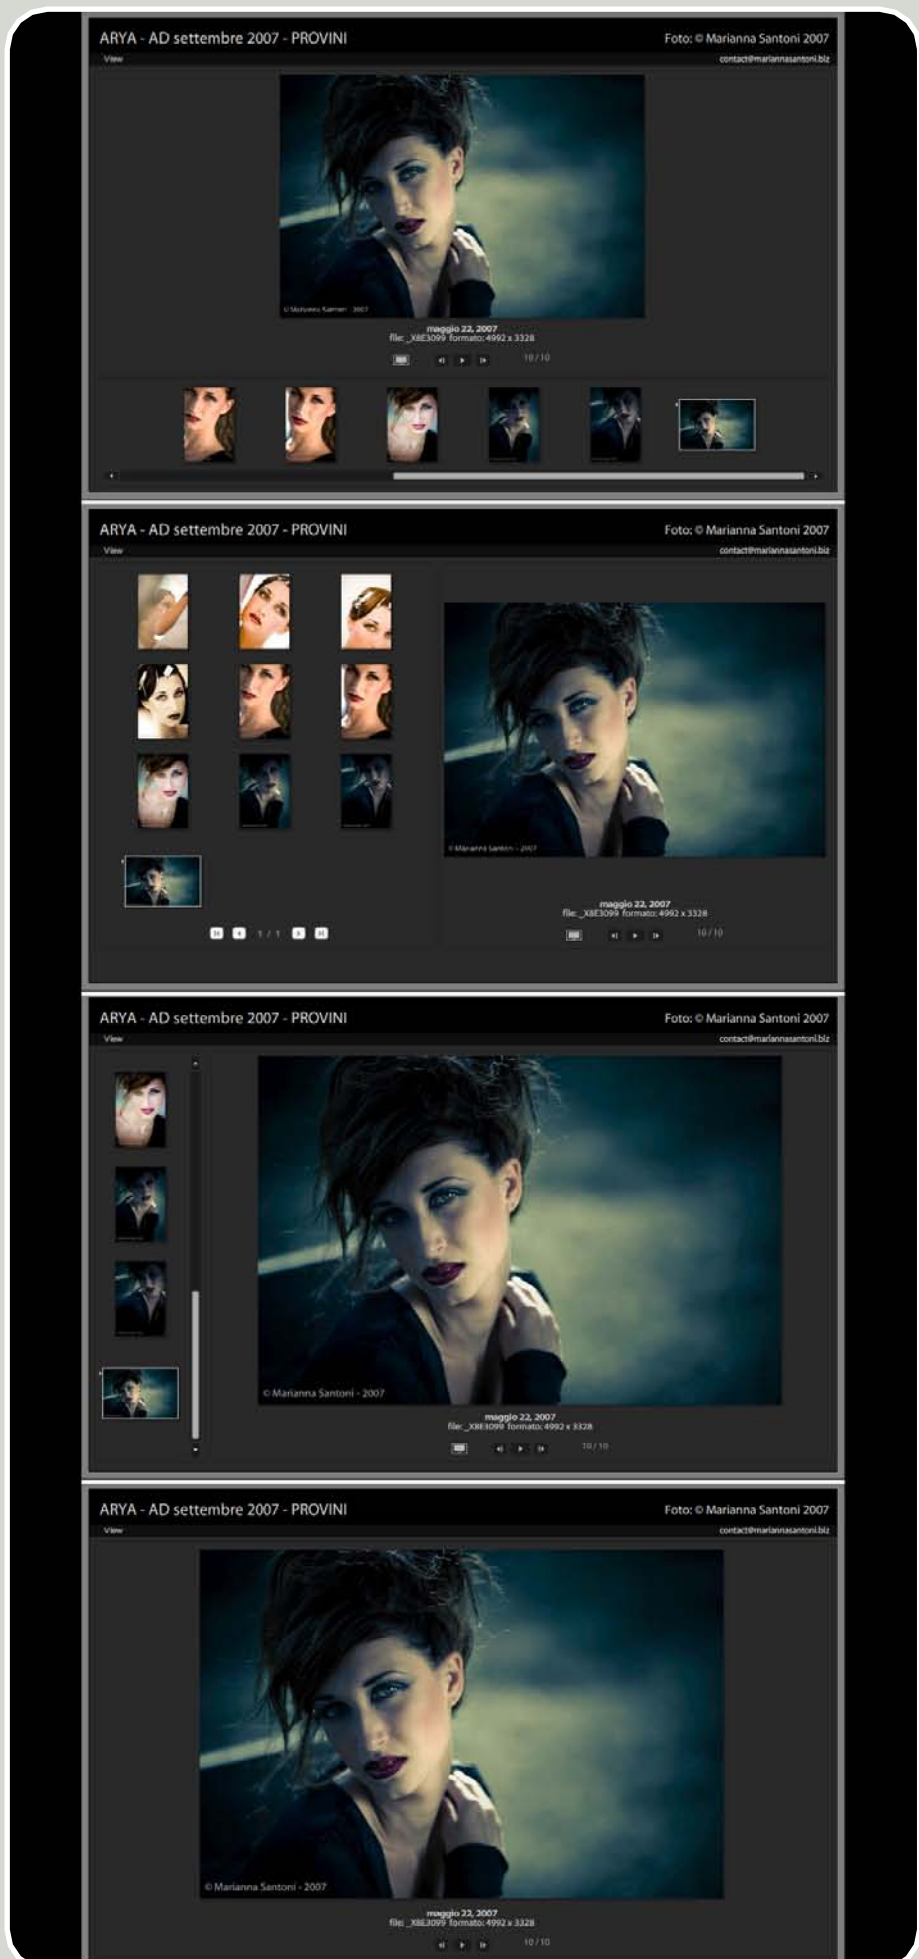 ARYA - AD settembre 2007 - PROVINI
Foto: © Marianna Santoni 2007
View
contact@mariannasantoni.biz
© Marianna Santoni - 2007
maggio 22, 2007
file: _X8E3099 formato: 4992 x 3328
10 / 10
ARYA - AD settembre 2007 - PROVINI
Foto: © Marianna Santoni 2007
View
contact@mariannasantoni.biz
© Marianna Santoni - 2007
maggio 22, 2007
file: _X8E3099 formato: 4992 x 3328
1 / 1
10 / 10
ARYA - AD settembre 2007 - PROVINI
Foto: © Marianna Santoni 2007
View
contact@mariannasantoni.biz
© Marianna Santoni - 2007
maggio 22, 2007
file: _X8E3099 formato: 4992 x 3328
10 / 10
ARYA - AD settembre 2007 - PROVINI
Foto: © Marianna Santoni 2007
View
contact@mariannasantoni.biz
© Marianna Santoni - 2007
maggio 22, 2007
file: _X8E3099 formato: 4992 x 3328
10 / 10